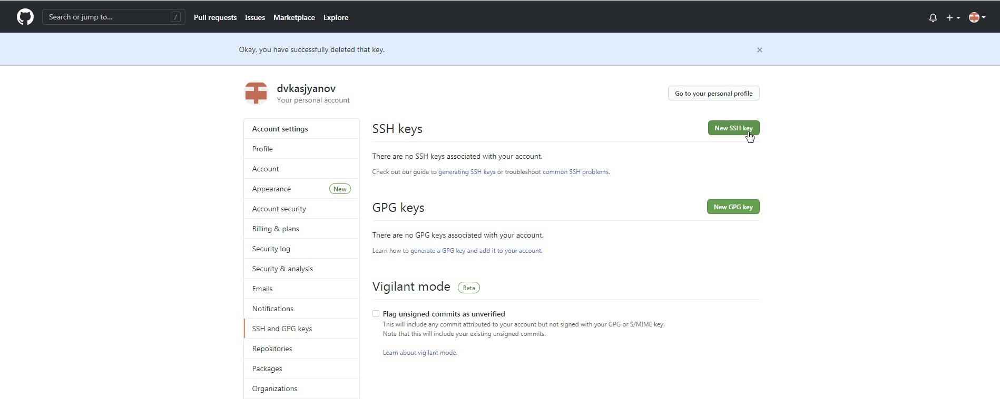 Search or jump to... /
Pull requests Issues Marketplace Explore
Okay, you have successfully deleted that key.
dvkasjyanov
Your personal account
Go to your personal profile
Account settings
Profile
Account
Appearance New
Account security
Billing & plans
Security log
Security & analysis
Emails
Notifications
SSH and GPG keys
Repositories
Packages
Organizations
SSH keys
New SSH key
There are no SSH keys associated with your account.
Check out our guide to generating SSH keys or troubleshoot common SSH problems.
GPG keys
New GPG key
There are no GPG keys associated with your account.
Learn how to generate a GPG key and add it to your account.
Vigilant mode Beta
Flag unsigned commits as unverified
This will include any commit attributed to your account but not signed with your GPG or S/MIME key.
Note that this will include your existing unsigned commits.
Learn about vigilant mode.